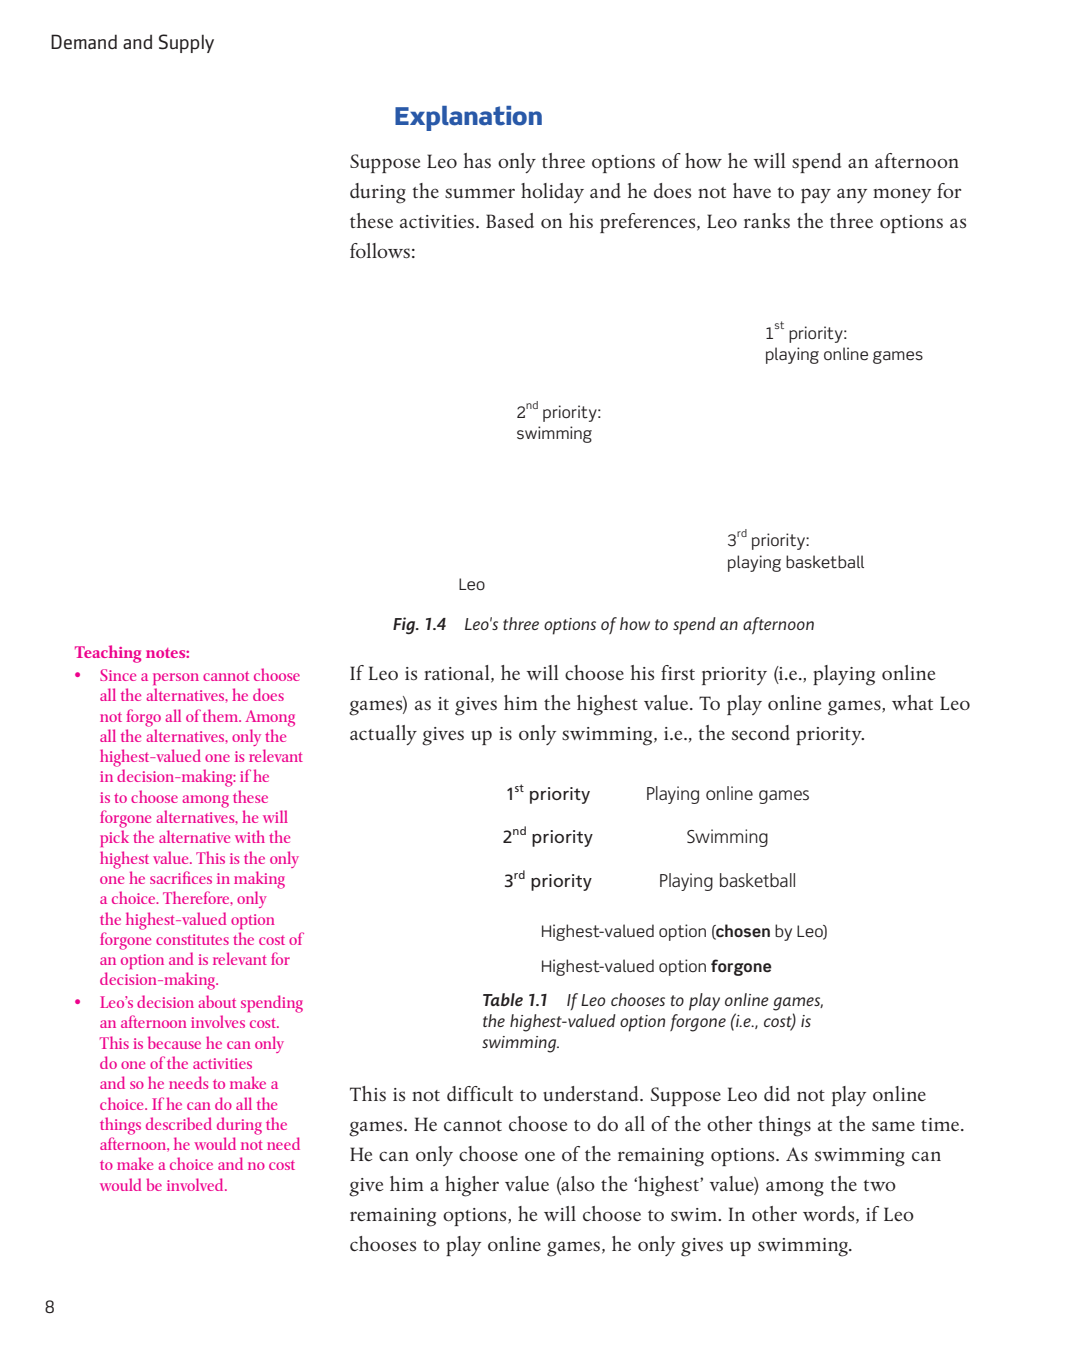 Demand and Supply
Explanation
Suppose Leo has only three options of how he will spend an afternoon
during the summer holiday and he does not have to pay any money for
these activities. Based on his preferences, Leo ranks the three options as
follows:
1st priority:
playing online games
2nd priority:
swimming
3rd priority:
playing basketball
Leo
Fig. 1.4 Leo's three options of how to spend an afternoon
Teaching notes:
• Since a person cannot choose
all the alternatives, he does
not forgo all of them. Among
all the alternatives, only the
highest-valued one is relevant
in decision-making: if he
is to choose among these
forgone alternatives, he will
pick the alternative with the
highest value. This is the only
one he sacrifices in making
a choice. Therefore, only
the highest-valued option
forgone constitutes the cost of
an option and is relevant for
decision-making.
• Leo’s decision about spending
an afternoon involves cost.
This is because he can only
do one of the activities
and so he needs to make a
choice. If he can do all the
things described during the
afternoon, he would not need
to make a choice and no cost
would be involved.
If Leo is rational, he will choose his first priority (i.e., playing online
games) as it gives him the highest value. To play online games, what Leo
actually gives up is only swimming, i.e., the second priority.
1st priority Playing online games
2nd priority Swimming
3rd priority Playing basketball
Highest-valued option (chosen by Leo)
Highest-valued option forgone
Table 1.1 If Leo chooses to play online games,
the highest-valued option forgone (i.e., cost) is
swimming.
This is not difficult to understand. Suppose Leo did not play online
games. He cannot choose to do all of the other things at the same time.
He can only choose one of the remaining options. As swimming can
give him a higher value (also the ‘highest’ value) among the two
remaining options, he will choose to swim. In other words, if Leo
chooses to play online games, he only gives up swimming.
8